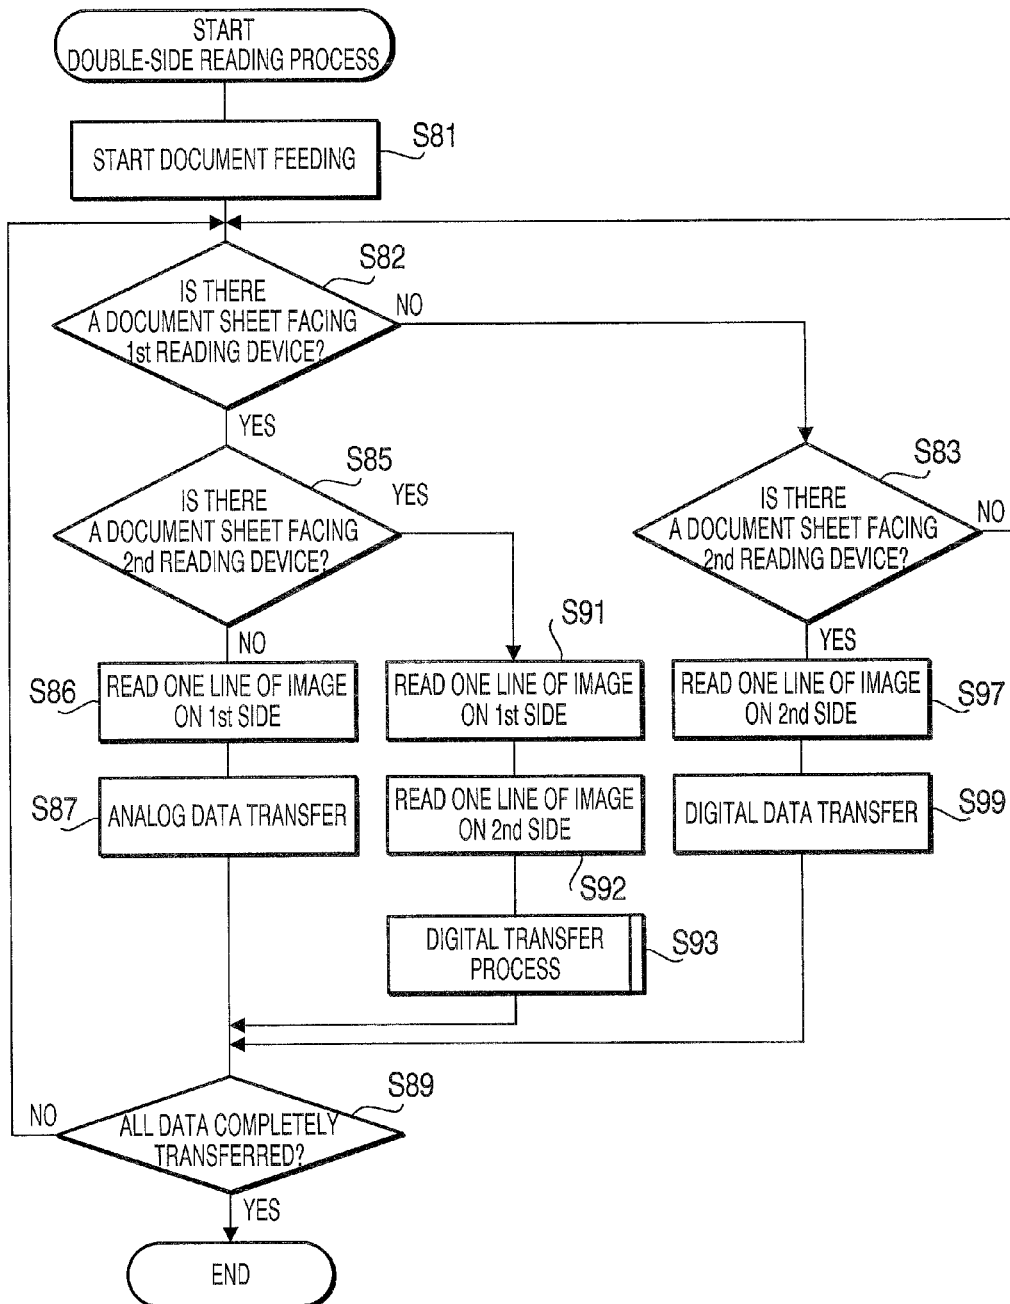 START
DOUBLE-SIDE READING PROCESS
START DOCUMENT FEEDING
S81
S82
IS THERE
A DOCUMENT SHEET FACING
1st READING DEVICE?
NO
YES
S85
IS THERE
A DOCUMENT SHEET FACING
2nd READING DEVICE?
YES
NO
S83
IS THERE
A DOCUMENT SHEET FACING
2nd READING DEVICE?
NO
YES
S86
READ ONE LINE OF IMAGE
ON 1st SIDE
S91
READ ONE LINE OF IMAGE
ON 1st SIDE
READ ONE LINE OF IMAGE
ON 2nd SIDE
S97
S87
ANALOG DATA TRANSFER
READ ONE LINE OF IMAGE
ON 2nd SIDE
S92
DIGITAL DATA TRANSFER
S99
DIGITAL TRANSFER
PROCESS
S93
S89
ALL DATA COMPLETELY
TRANSFERRED?
NO
YES
END